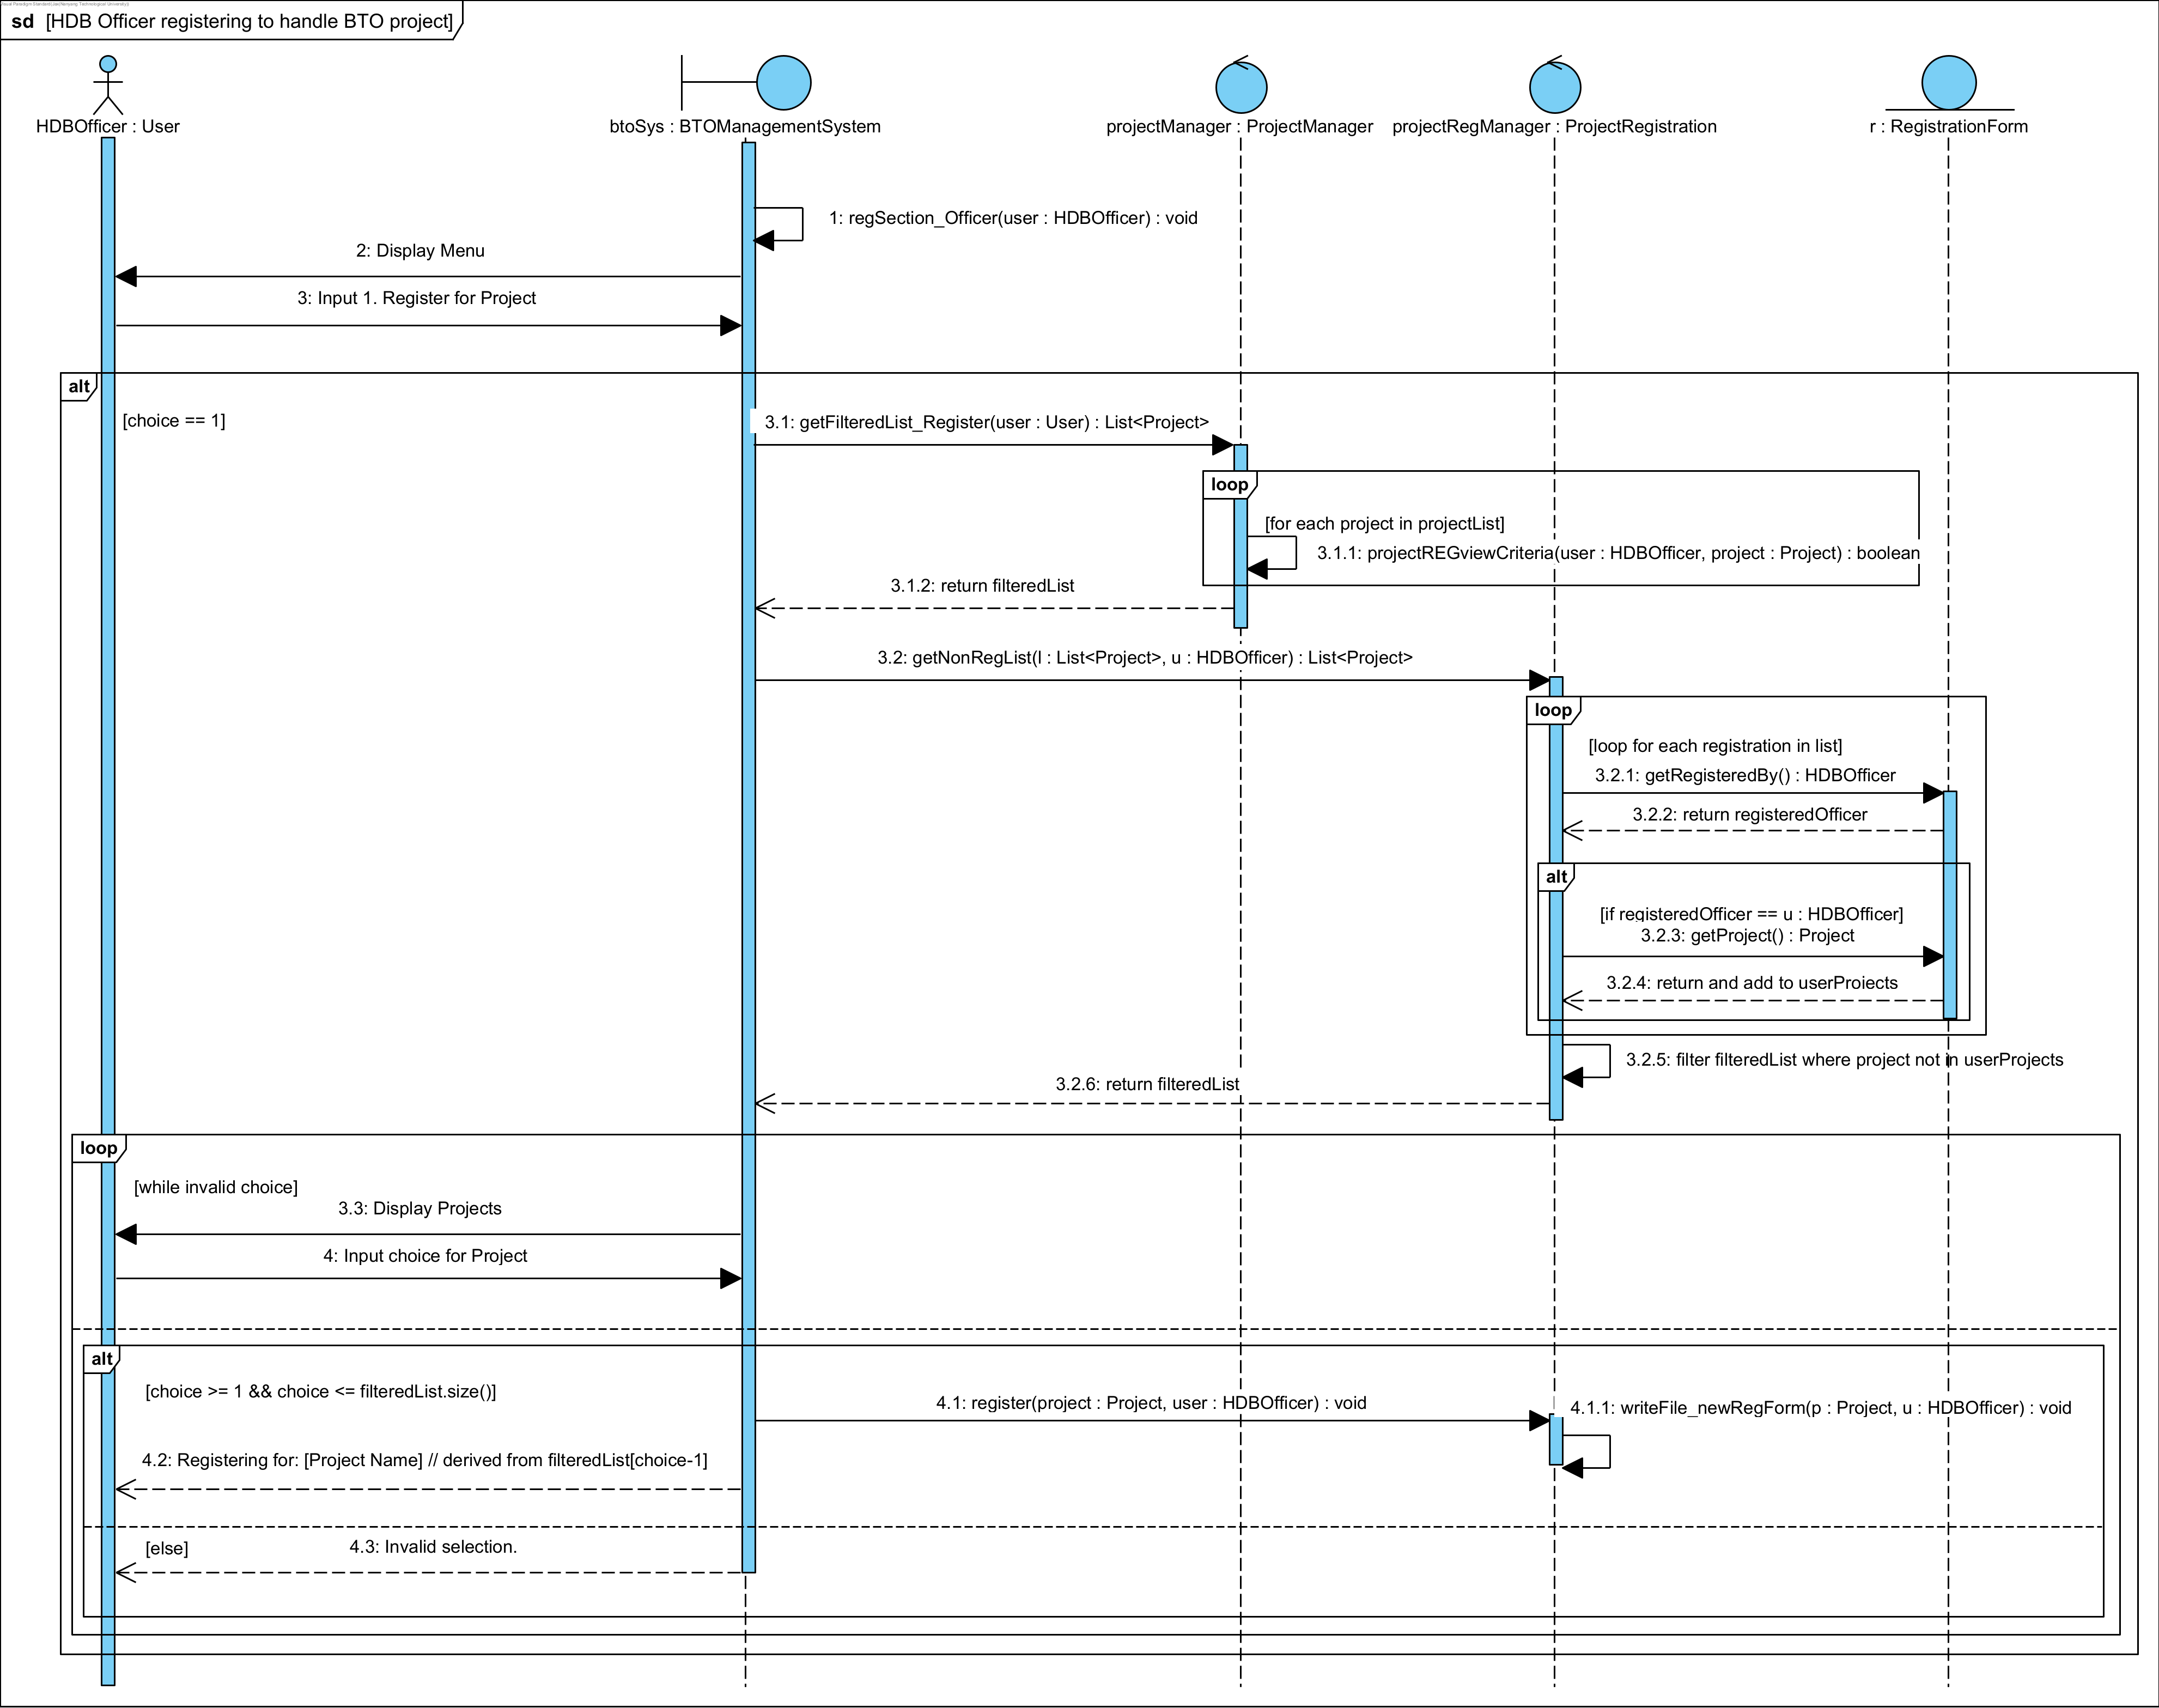 Visual Paradigm Standard(Lian(Nanyang Technological University))
sd [HDB Officer registering to handle BTO project]
HDBOfficer : User
btoSys : BTOManagementSystem
projectManager : ProjectManager
projectRegManager : ProjectRegistration
r : RegistrationForm
1: regSection_Officer(user : HDBOfficer) : void
2: Display Menu
3: Input 1. Register for Project
alt
[choice == 1]
3.1: getFilteredList_Register(user : User) : List<Project>
loop
[for each project in projectList]
3.1.1: projectREGviewCriteria(user : HDBOfficer, project : Project) : boolean
3.1.2: return filteredList
3.2: getNonRegList(l : List<Project>, u : HDBOfficer) : List<Project>
loop
[loop for each registration in list]
3.2.1: getRegisteredBy() : HDBOfficer
3.2.2: return registeredOfficer
alt
[if registeredOfficer == u : HDBOfficer]
3.2.3: getProject() : Project
3.2.4: return and add to userProjects
3.2.5: filter filteredList where project not in userProjects
3.2.6: return filteredList
loop
[while invalid choice]
3.3: Display Projects
4: Input choice for Project
alt
[choice >= 1 && choice <= filteredList.size()]
4.1: register(project : Project, user : HDBOfficer) : void
4.1.1: writeFile_newRegForm(p : Project, u : HDBOfficer) : void
4.2: Registering for: [Project Name] // derived from filteredList[choice-1]
[else]
4.3: Invalid selection.